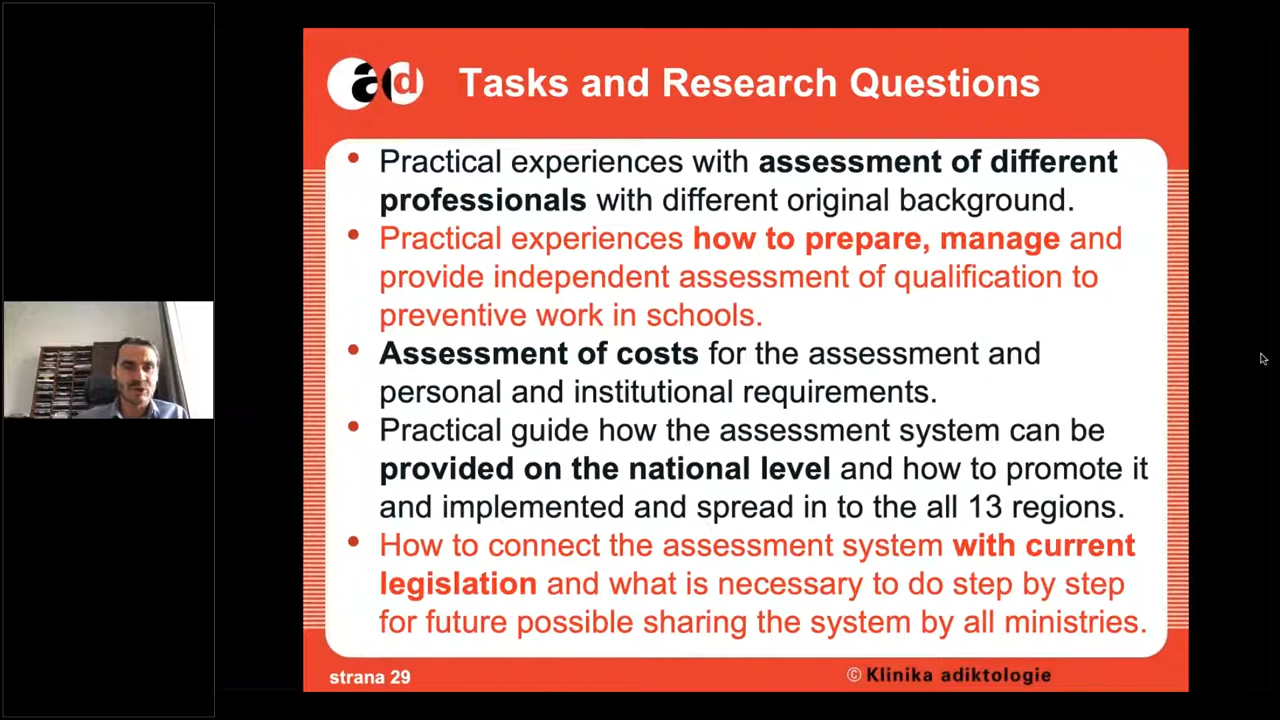 ad
Tasks and Research Questions
• Practical experiences with assessment of different
professionals with different original background.
• Practical experiences how to prepare, manage and
provide independent assessment of qualification to
preventive work in schools.
• Assessment of costs for the assessment and
personal and institutional requirements.
• Practical guide how the assessment system can be
provided on the national level and how to promote it
and implemented and spread in to the all 13 regions.
• How to connect the assessment system with current
legislation and what is necessary to do step by step
for future possible sharing the system by all ministries.
strana 29
© Klinika adiktologie